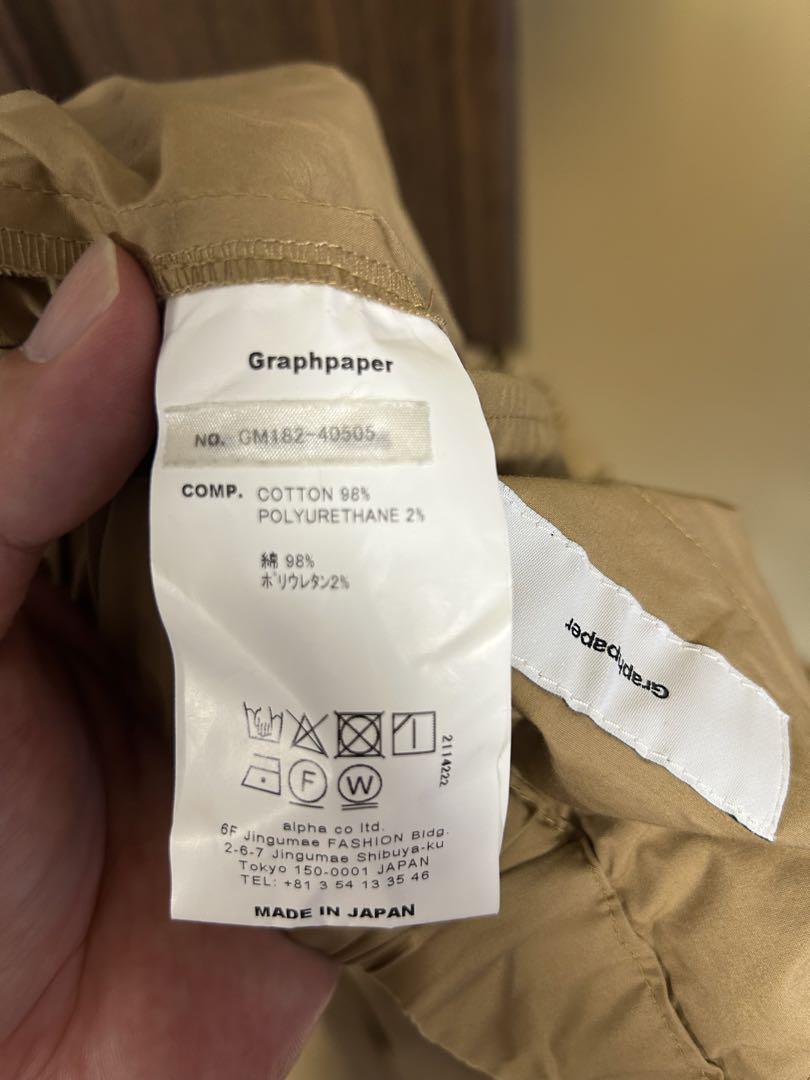 Graphpaper
NO. GM182-40505
COMP. COTTON 98%
POLYURETHANE 2%
綿 98%
ポリウレタン2%
2114222
F
W
alpha co ltd.
6F Jingumae FASHION Bldg.
2-6-7 Jingumae Shibuya-ku
Tokyo 150-0001 JAPAN
TEL: +81 3 54 13 35 46
MADE IN JAPAN
Graphpaper